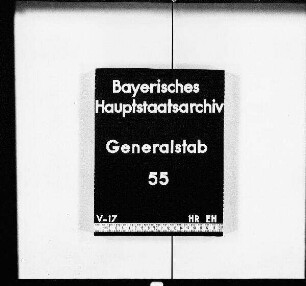 Bayerisches
Hauptstaatsarchiv
Generalstab
55
V-17 HR EH